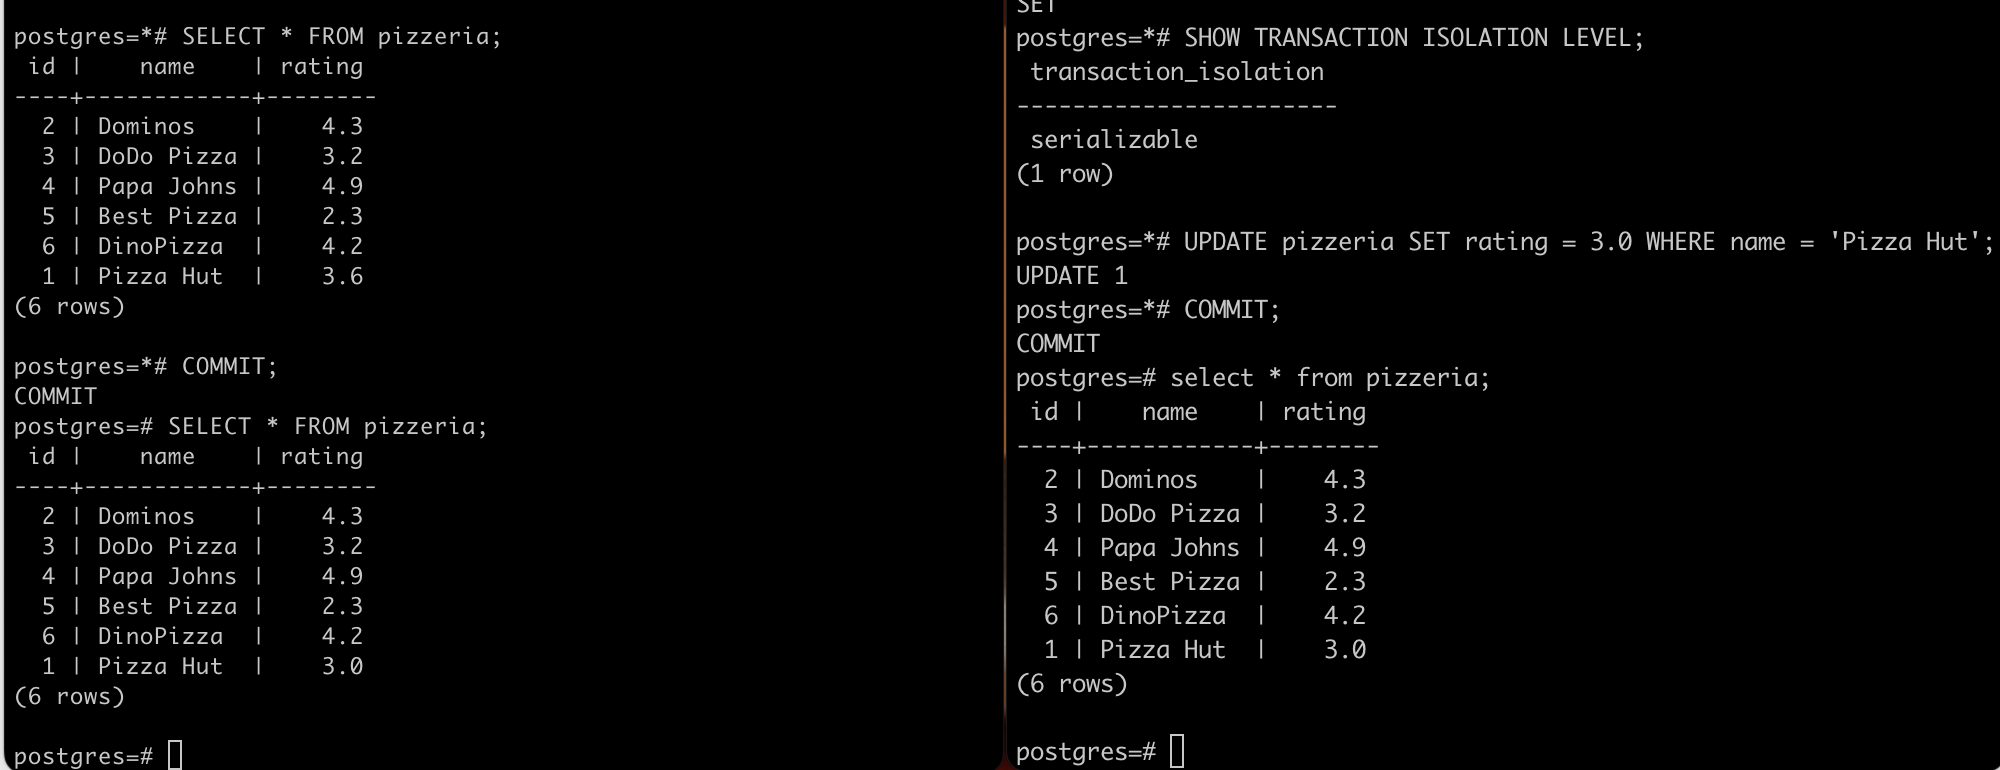 postgres=*# SELECT * FROM pizzeria;
 id |    name    | rating
----+------------+--------
  2 | Dominos    |    4.3
  3 | DoDo Pizza |    3.2
  4 | Papa Johns |    4.9
  5 | Best Pizza |    2.3
  6 | DinoPizza  |    4.2
  1 | Pizza Hut  |    3.6
(6 rows)
postgres=*# COMMIT;
COMMIT
postgres=# SELECT * FROM pizzeria;
 id |    name    | rating
----+------------+--------
  2 | Dominos    |    4.3
  3 | DoDo Pizza |    3.2
  4 | Papa Johns |    4.9
  5 | Best Pizza |    2.3
  6 | DinoPizza  |    4.2
  1 | Pizza Hut  |    3.0
(6 rows)
postgres=#
SET
postgres=*# SHOW TRANSACTION ISOLATION LEVEL;
 transaction_isolation
-----------------------
 serializable
(1 row)
postgres=*# UPDATE pizzeria SET rating = 3.0 WHERE name = 'Pizza Hut';
UPDATE 1
postgres=*# COMMIT;
COMMIT
postgres=# select * from pizzeria;
 id |    name    | rating
----+------------+--------
  2 | Dominos    |    4.3
  3 | DoDo Pizza |    3.2
  4 | Papa Johns |    4.9
  5 | Best Pizza |    2.3
  6 | DinoPizza  |    4.2
  1 | Pizza Hut  |    3.0
(6 rows)
postgres=#